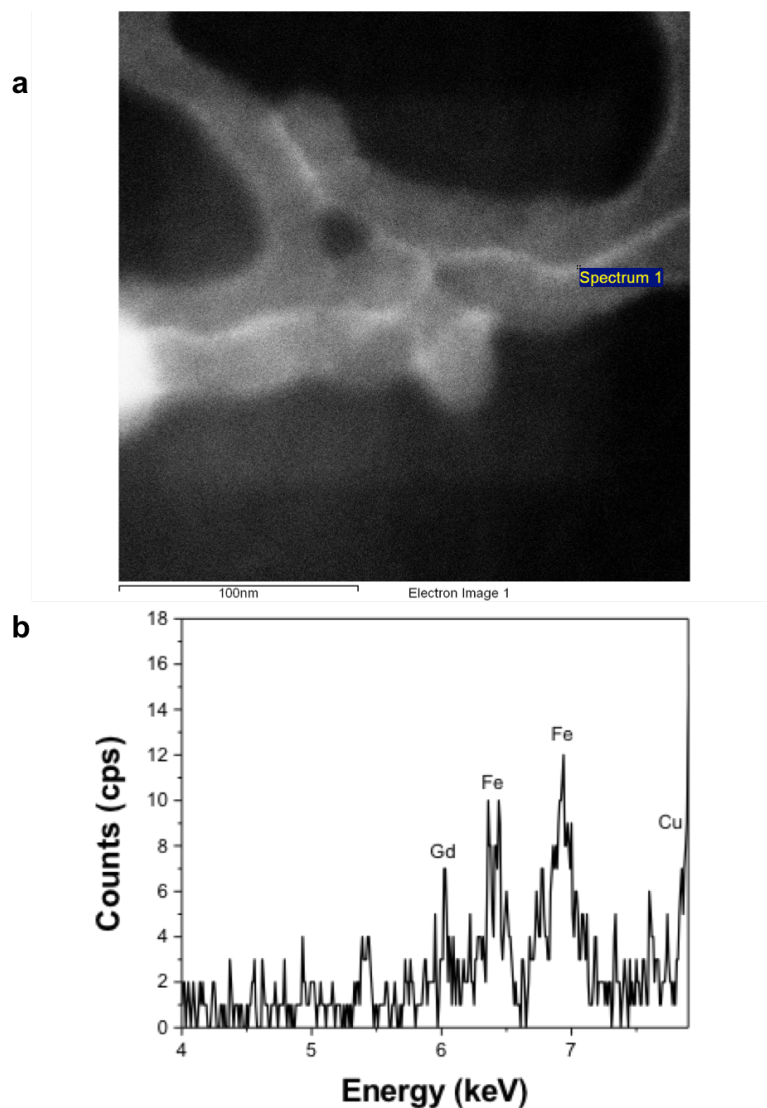 a
Spectrum 1
100nm
Electron Image 1
b
18
16
14
12
10
8
6
4
2
0
Counts (cps)
Gd
Fe
Fe
Cu
4
5
6
7
Energy (keV)